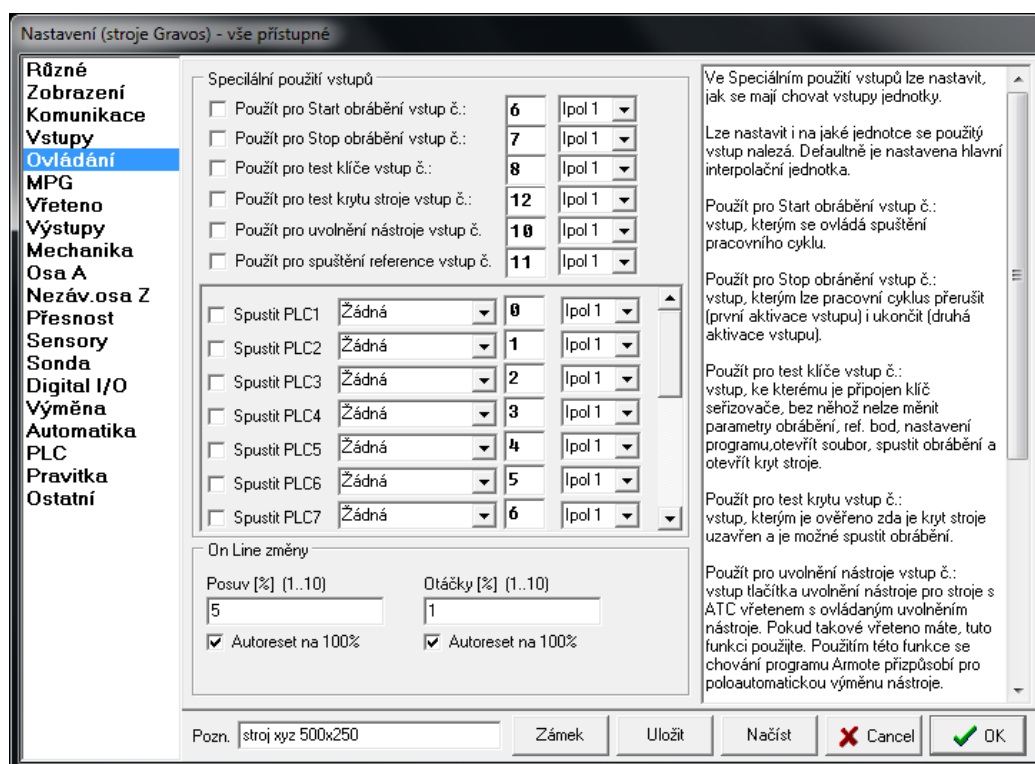 Nastavení (stroje Gravos) - vše přístupné
Různé
Zobrazení
Komunikace
Vstupy
Ovládání
MPG
Vřeteno
Výstupy
Mechanika
Osa A
Nezáv.osa Z
Přesnost
Sensory
Sonda
Digital I/O
Výměna
Automatika
PLC
Pravitka
Ostatní
Specilální použití vstupů
Použít pro Start obrábění vstup č.: 6 Ipol 1
Použít pro Stop obrábění vstup č.: 7 Ipol 1
Použít pro test klíče vstup č.: 8 Ipol 1
Použít pro test krytu stroje vstup č.: 12 Ipol 1
Použít pro uvolnění nástroje vstup č. 10 Ipol 1
Použít pro spuštění reference vstup č. 11 Ipol 1
Spustit PLC1 Žádná 0 Ipol 1
Spustit PLC2 Žádná 1 Ipol 1
Spustit PLC3 Žádná 2 Ipol 1
Spustit PLC4 Žádná 3 Ipol 1
Spustit PLC5 Žádná 4 Ipol 1
Spustit PLC6 Žádná 5 Ipol 1
Spustit PLC7 Žádná 6 Ipol 1
On Line změny
Posuv [%] (1..10) Otáčky [%] (1..10)
5 1
Autoreset na 100% Autoreset na 100%
Ve Speciálním použití vstupů lze nastavit,
jak se mají chovat vstupy jednotky.
Lze nastavit i na jaké jednotce se použitý
vstup nalezá. Defaultně je nastavena hlavní
interpolační jednotka.
Použít pro Start obrábění vstup č.:
vstup, kterým se ovládá spuštění
pracovního cyklu.
Použít pro Stop obránění vstup č.:
vstup, kterým lze pracovní cyklus přerušit
(první aktivace vstupu) i ukončit (druhá
aktivace vstupu).
Použít pro test klíče vstup č.:
vstup, ke kterému je připojen klíč
seřizovače, bez něhož nelze měnit
parametry obrábění, ref. bod, nastavení
programu,otevřít soubor, spustit obrábění a
otevřít kryt stroje.
Použít pro test krytu vstup č.:
vstup, kterým je ověřeno zda je kryt stroje
uzavřen a je možné spustit obrábění.
Použít pro uvolnění nástroje vstup č.:
vstup tlačítka uvolnění nástroje pro stroje s
ATC vřetenem s ovládaným uvolněním
nástroje. Pokud takové vřeteno máte, tuto
funkci použijte. Použitím této funkce se
chování programu Armote přizpůsobí pro
poloautomatickou výměnu nástroje.
Pozn. stroj xyz 500x250 Zámek Uložit Načíst Cancel OK